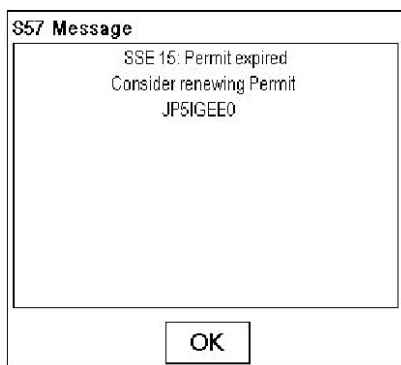 S57 Message
SSE 15: Permit expired
Consider renewing Permit
JP5IGEE0
OK